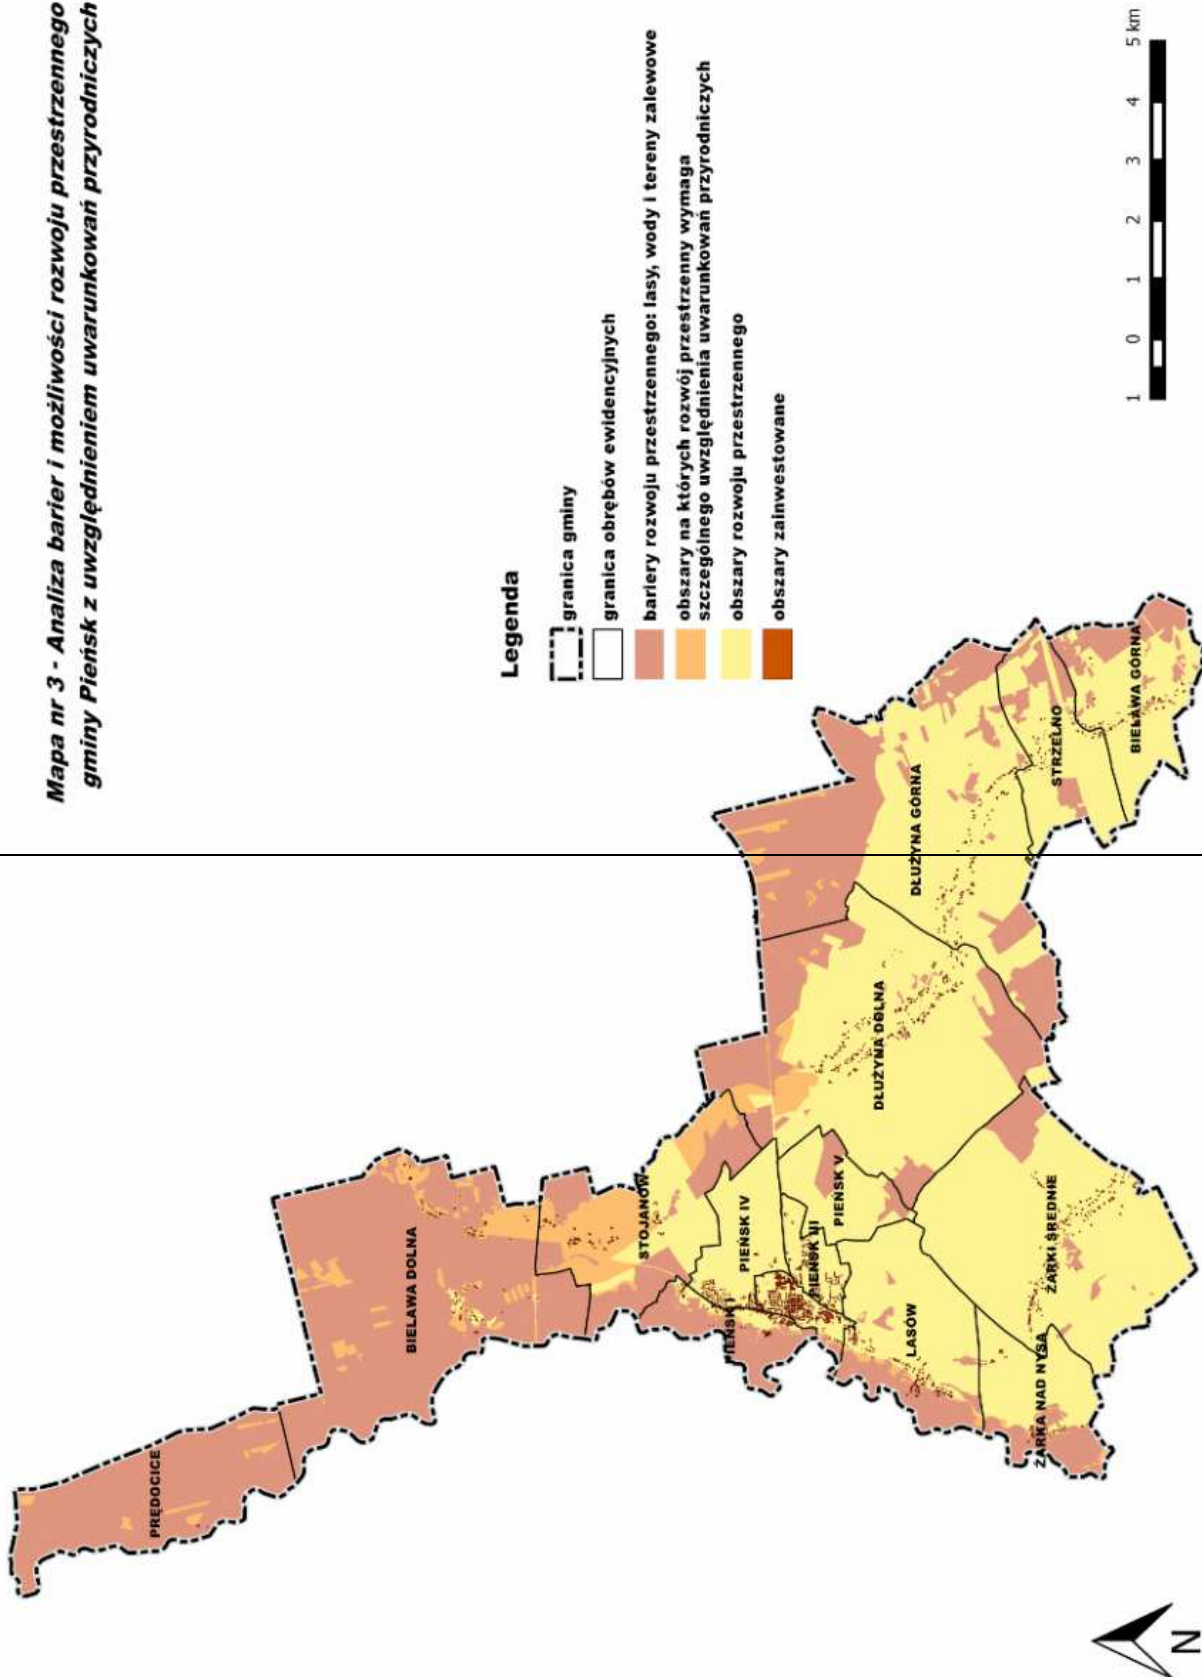 Mapa nr 3 - Analiza barier i możliwości rozwoju przestrzennego
gminy Pieńsk z uwzględnieniem uwarunkowań przyrodniczych
Legenda
granica gminy
granica obrębów ewidencyjnych
bariery rozwoju przestrzennego: lasy, wody i tereny zalewowe
obszary na których rozwój przestrzenny wymaga
szczególnego uwzględnienia uwarunkowań przyrodniczych
obszary rozwoju przestrzennego
obszary zainwestowane
1 0 1 2 3 4 5 km
PRĘDOCICE
BIELAWA DOLNA
STOJANÓW
PIEŃSK IV
PIEŃSK I
PIEŃSK III
PIEŃSK V
LASÓW
DŁUŻYNA DOLNA
DŁUŻYNA GÓRNA
STRZELNO
BIELAWA GÓRNA
ŻARKI ŚREDNIE
ŻARKA NAD NYSĄ
N